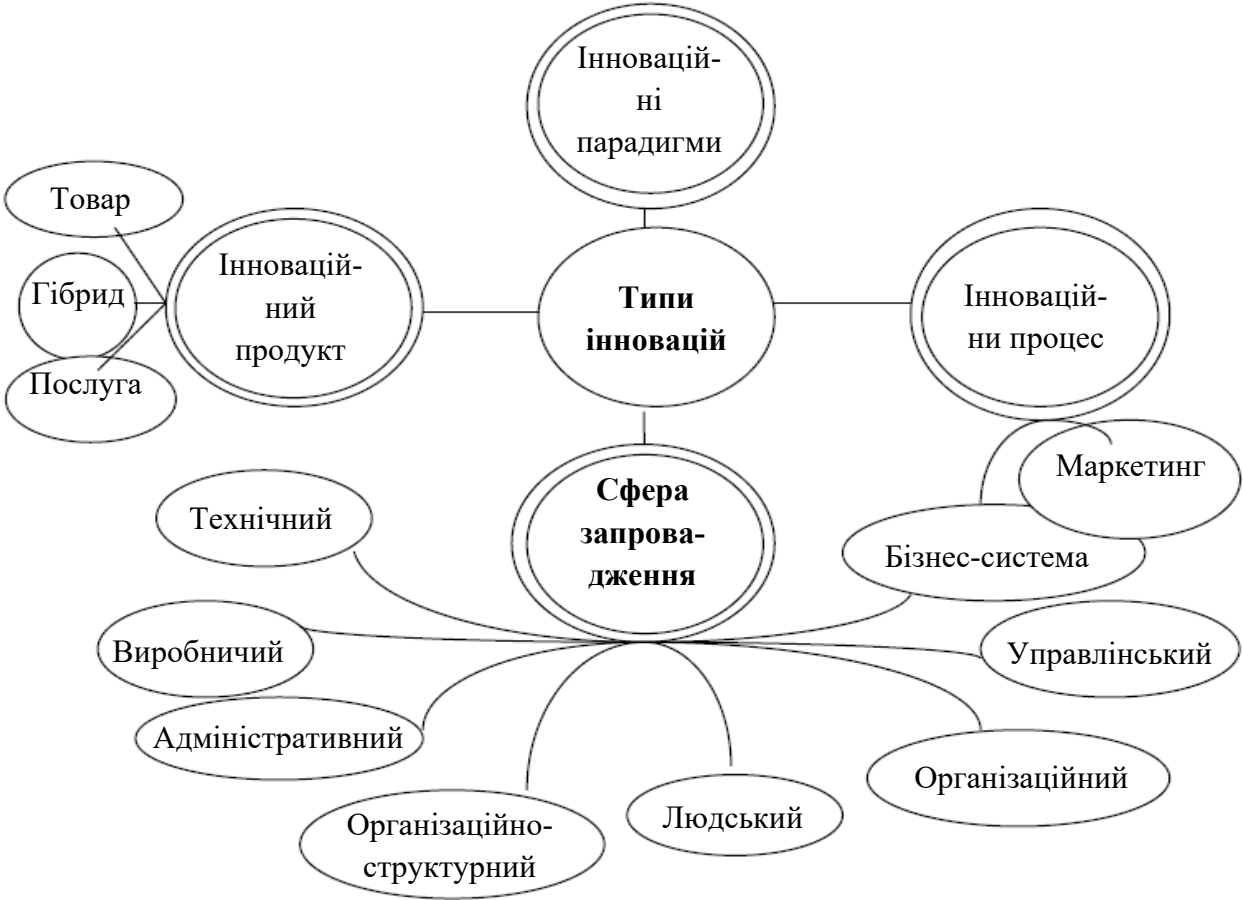 Інновацій-
ні
парадигми
Товар
Гібрид
Послуга
Інновацій-
ний
продукт
Типи
інновацій
Інновацій-
ни процес
Маркетинг
Бізнес-система
Сфера
запрова-
дження
Технічний
Виробничий
Управлінський
Адміністративний
Організаційний
Організаційно-
структурний
Людський